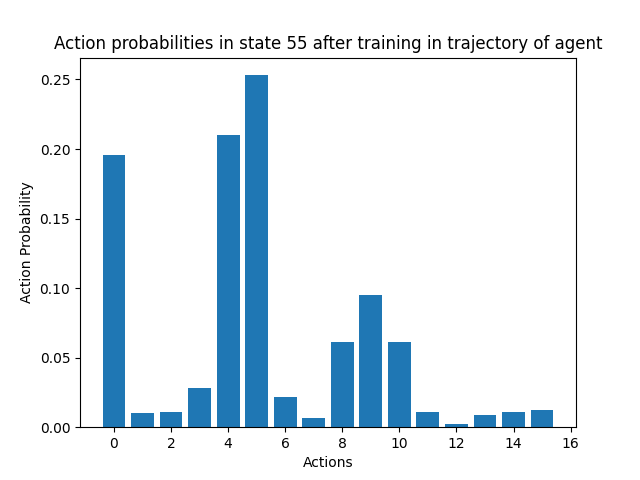 Action probabilities in state 55 after training in trajectory of agent
0.25
0.20
0.15
0.10
0.05
0.00
Action Probability
0 2 4 6 8 10 12 14 16
Actions